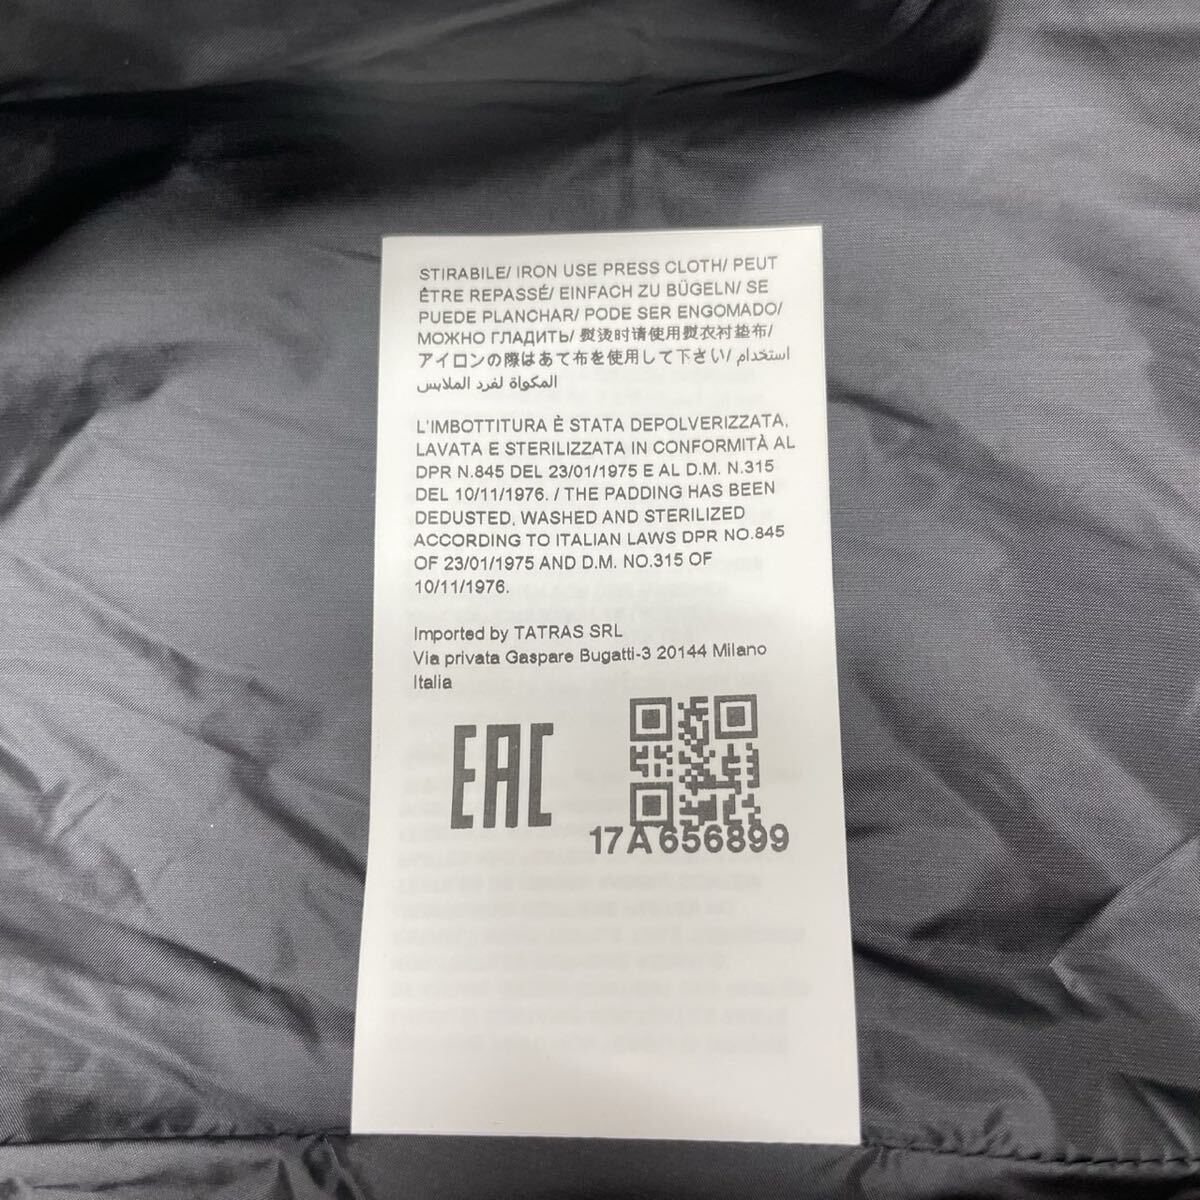 STIRABILE/ IRON USE PRESS CLOTH/ PEUT
ÊTRE REPASSÉ/ EINFACH ZU BÜGELN/ SE
PUEDE PLANCHAR/ PODE SER ENGOMADO/
МОЖНО ГЛАДИТЬ/ 熨烫时请使用熨衣衬垫布/
アイロンの際はあて布を使用して下さい/ استخدام
المكواة لفرد الملابس
L'IMBOTTITURA È STATA DEPOLVERIZZATA,
LAVATA E STERILIZZATA IN CONFORMITÀ AL
DPR N.845 DEL 23/01/1975 E AL D.M. N.315
DEL 10/11/1976. / THE PADDING HAS BEEN
DEDUSTED, WASHED AND STERILIZED
ACCORDING TO ITALIAN LAWS DPR NO.845
OF 23/01/1975 AND D.M. NO.315 OF
10/11/1976.
Imported by TATRAS SRL
Via privata Gaspare Bugatti-3 20144 Milano
Italia
EAC
17A656899